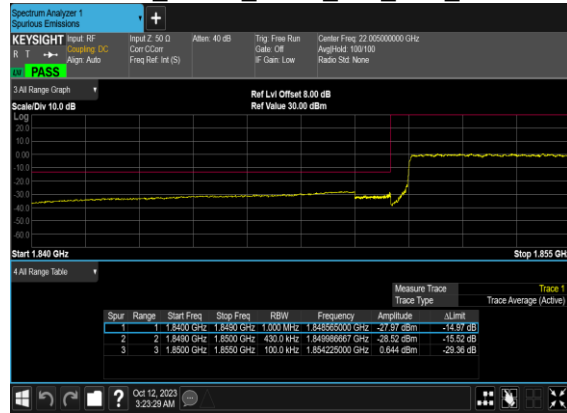 Spectrum Analyzer 1
Spurious Emissions
KEYSIGHT Input: RF Input Z: 50 Ω Atten: 40 dB Trig: Free Run Center Freq: 22.005000000 GHz
R T Coupling: DC Corr CCorr Gate: Off Avg|Hold: 100/100
Align: Auto Freq Ref: Int (S) IF Gain: Low Radio Std: None
PASS
3 All Range Graph
Ref Lvl Offset 8.00 dB
Scale/Div 10.0 dB Ref Value 30.00 dBm
Log
20.0
10.0
0.00
-10.0
-20.0
-30.0
-40.0
-50.0
-60.0
Start 1.840 GHz Stop 1.855 GHz
4 All Range Table
Measure Trace Trace 1
Trace Type Trace Average (Active)
Spur Range Start Freq Stop Freq RBW Frequency Amplitude ΔLimit
1 1 1.8400 GHz 1.8490 GHz 1.000 MHz 1.848565000 GHz -27.97 dBm -14.97 dB
2 2 1.8490 GHz 1.8500 GHz 430.0 kHz 1.849986667 GHz -28.52 dBm -15.52 dB
3 3 1.8500 GHz 1.8550 GHz 100.0 kHz 1.854225000 GHz 0.644 dBm -29.36 dB
? Oct 12, 2023
3:23:29 AM